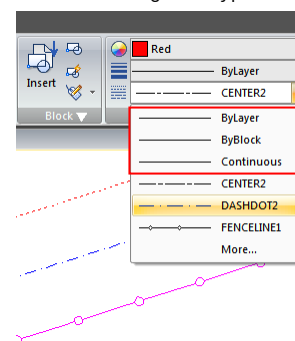 Red
ByLayer
Insert
CENTER2
Block
ByLayer
ByBlock
Continuous
CENTER2
DASHDOT2
FENCELINE1
More...